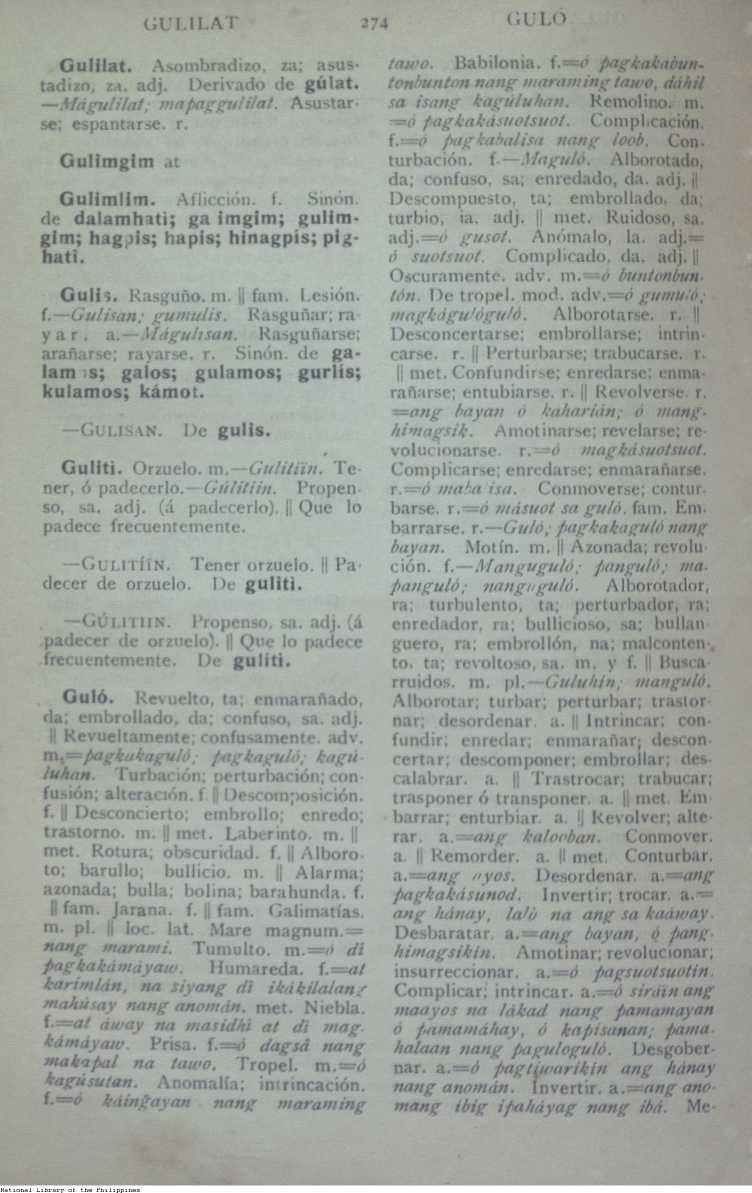 GULILAT
274
GULÓ
Gulilat. Asombradizo, za; asus-
tadizo, za. adj. Derivado de gúlat.
—Mágulilat; mapaggulilat. Asustar-
se; espantarse. r.
Gulimgim at
Gulimlim. Aflicción. f. Sinón.
de dalamhati; ga imgim; gulim-
gim; hagpis; hapis; hinagpis; pig-
hati.
Gulis. Rasguño. m. || fam. Lesión.
f.—Gulisan; gumulis. Rasguñar; ra-
yar. a.—Mágulisan. Rasguñarse;
arañarse; rayarse. r. Sinón. de ga-
lam s; galos; gulamos; gurlis;
kulamos; kámot.
—GULISAN. De gulis.
Guliti. Orzuelo. m.—Gulitíin. Te-
ner, ó padecerlo.—Gúlitiin. Propen-
so, sa. adj. (á padecerlo). || Que lo
padece frecuentemente.
—GULITÍIN. Tener orzuelo. || Pa-
decer de orzuelo. De guliti.
—GÚLITIIN. Propenso, sa. adj. (á
padecer de orzuelo). || Que lo padece
frecuentemente. De guliti.
Guló. Revuelto, ta; enmarañado,
da; embrollado, da; confuso, sa. adj.
|| Revueltamente; confusamente. adv.
m.=pagkakaguló; pagkaguló; kagú-
luhan. Turbación; perturbación; con-
fusión; alteración. f. || Descomposición.
f. || Desconcierto; embrollo; enredo;
trastorno. m. || met. Laberinto. m. ||
met. Rotura; obscuridad. f. || Alboro-
to; barullo; bullicio. m. || Alarma;
azonada; bulla; bolina; barahunda. f.
|| fam. Jarana. f. || fam. Galimatías.
m. pl. || loc. lat. Mare magnum.=
nang marami. Tumulto. m.=ó dî
pagkakámáyaw. Humareda. f.=at
karimlán, na siyang dî ikákilalang
mahúsay nang anomán. met. Niebla.
f.=at áway na masidhî at dî mag-
kámáyaw. Prisa. f.=ó dagsâ nang
makapal na tawo. Tropel. m.=ó
kagúsutan. Anomalía; intrincación.
f.=ó káing̃ayan nang maraming
tawo. Babilonia. f.=ó pagkakabun-
tonbunton nang maraming tawo, dáhil
sa isang kagúluhan. Remolino. m.
=ó pagkakásuotsuot. Complicación.
f.=ó pagkabalisa nang loob. Con-
turbación. f.—Maguló. Alborotado,
da; confuso, sa; enredado, da. adj. ||
Descompuesto, ta; embrollado, da;
turbio, ia. adj. || met. Ruidoso, sa.
adj.=ó gusot. Anómalo, la. adj.=
ó suotsuot. Complicado, da. adj. ||
Oscuramente. adv. m.=ó buntonbun-
tón. De tropel. mod. adv.=ó gumuló;
magkágulóguló. Alborotarse. r. ||
Desconcertarse; embrollarse; intrin-
carse. r. || Perturbarse; trabucarse. r.
|| met. Confundirse; enredarse; enma-
rañarse; entubiarse. r. || Revolverse. r.
=ang bayan ó kaharián; ó mang-
himagsik. Amotinarse; revelarse; re-
volucionarse. r.=ó magkásuotsuot.
Complicarse; enredarse; enmarañarse.
r.=ó maba isa. Conmoverse; contur-
barse. r.=ó másuot sa guló. fam. Em-
barrarse. r.—Guló; pagkakaguló nang
bayan. Motín. m. || Azonada; revolu-
ción. f.—Manguguló; panguló; ma-
panguló; nanguguló. Alborotador,
ra; turbulento, ta; perturbador, ra;
enredador, ra; bullicioso, sa; bullan-
guero, ra; embrollón, na; malconten-
to, ta; revoltoso, sa. m. y f. || Busca-
rruidos. m. pl.—Guluhín; manguló.
Alborotar; turbar; perturbar; trastor-
nar; desordenar. a. || Intrincar; con-
fundir; enredar; enmarañar; descon-
certar; descomponer; embrollar; des-
calabrar. a. || Trastrocar; trabucar;
trasponer ó transponer. a. || met. Em-
barrar; enturbiar. a. || Revolver; alte-
rar. a.=ang kalooban. Conmover.
a. || Remorder. a. || met. Conturbar.
a.=ang ayos. Desordenar. a.=ang
pagkakásunod. Invertir; trocar. a.=
ang hánay, lalò na ang sa kaáway.
Desbaratar. a.=ang bayan, ó pang-
himagsikin. Amotinar; revolucionar;
insurreccionar. a.=ó pagsuotsuotin.
Complicar; intrincar. a.=ó siráin ang
maayos na lákad nang pamamayan
ó pamamáhay, ó kapisanan; pama-
halaan nang paguloguló. Desgober-
nar. a.=ó pagtiwarikin ang hánay
nang anomán. Invertir. a.=ang ano-
mang ibig ipaháyag nang ibá. Me-
National Library of the Philippines